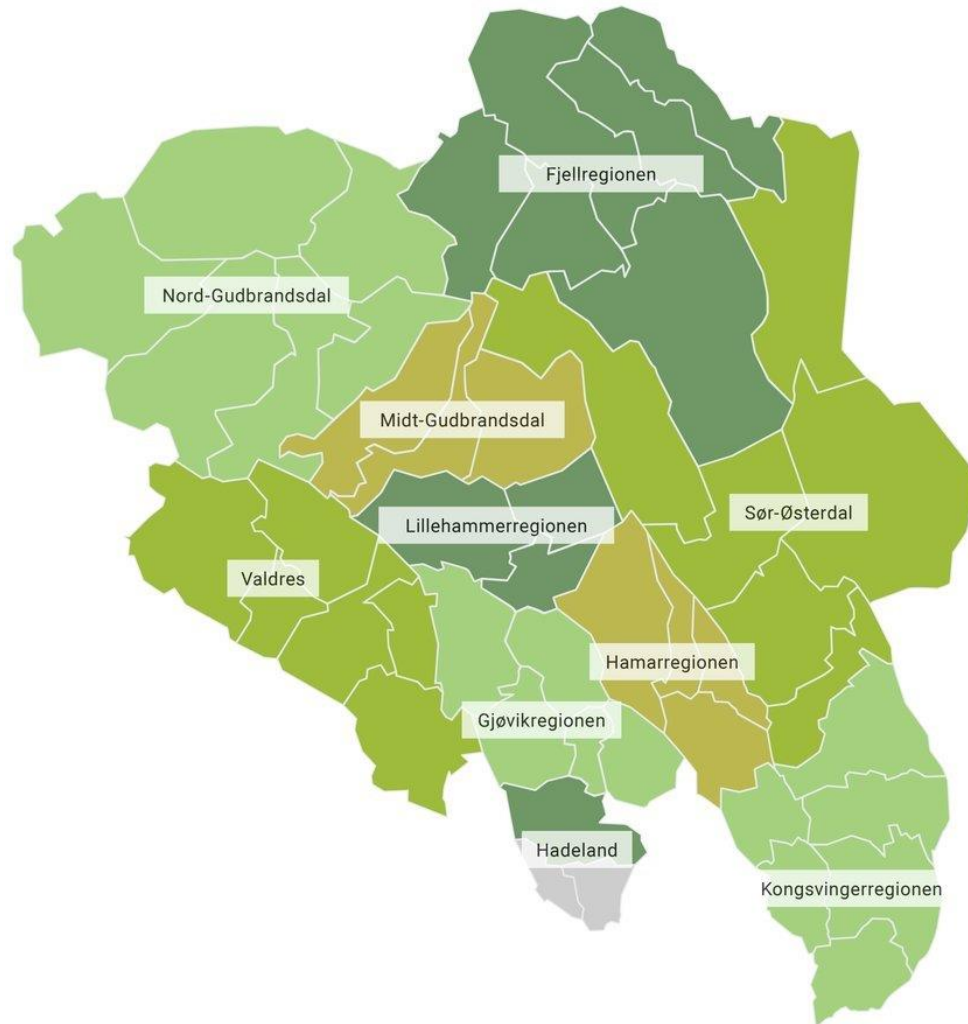 Fjellregionen
Nord-Gudbrandsdal
Midt-Gudbrandsdal
Sør-Østerdal
Lillehammerregionen
Valdres
Hamarregionen
Gjøvikregionen
Hadeland
Kongsvingerregionen